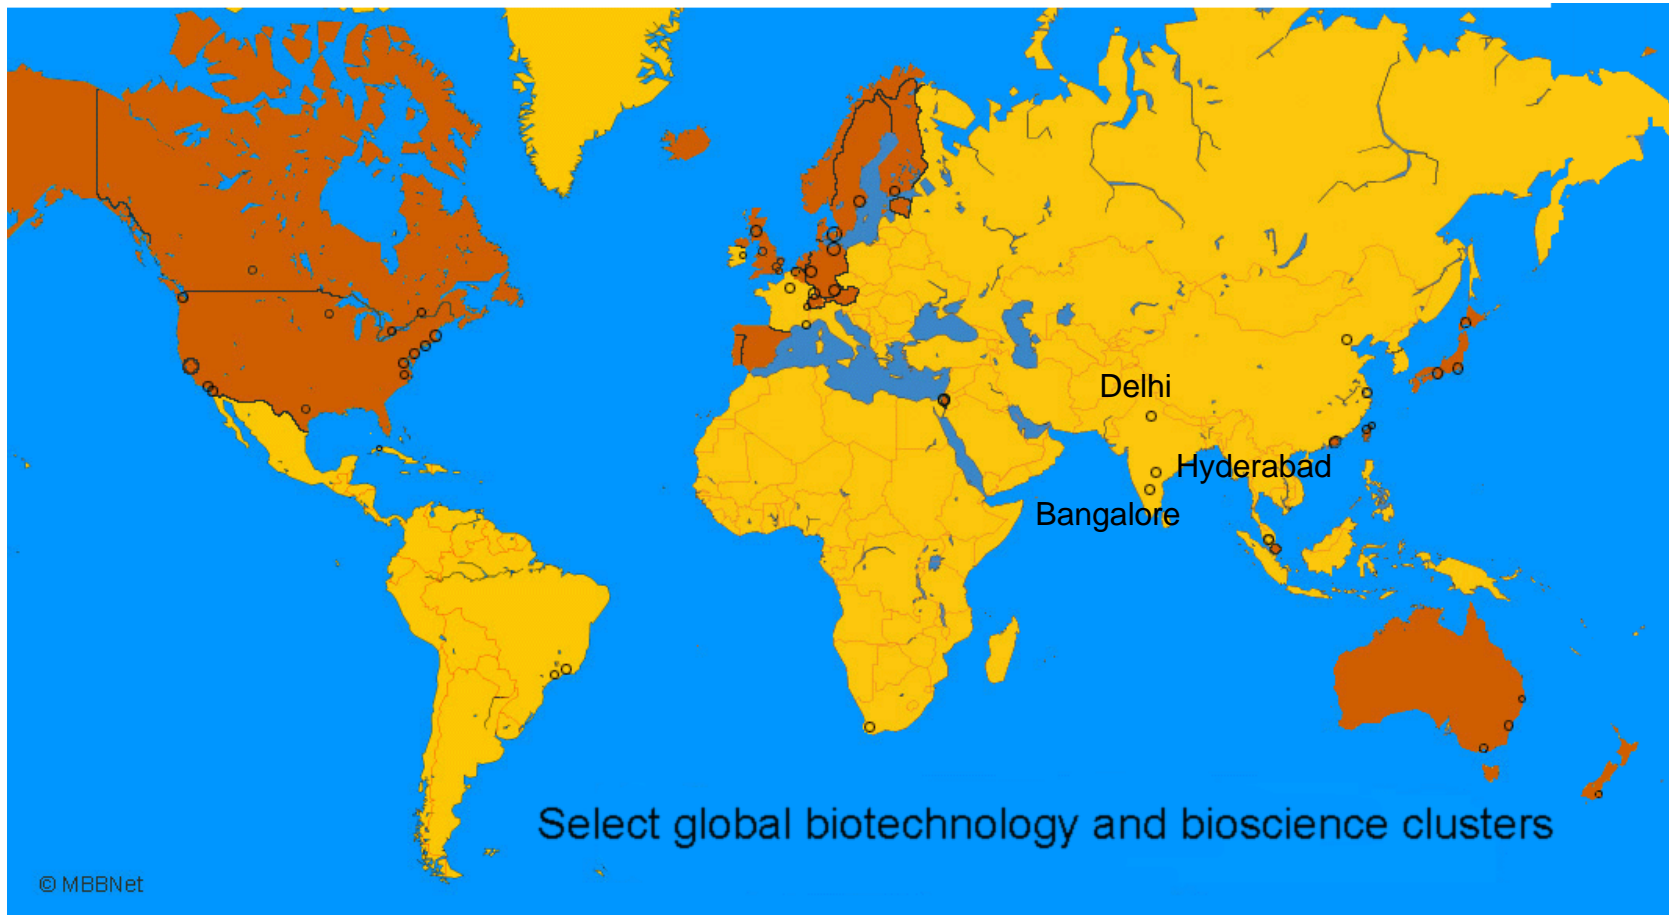 Delhi
Hyderabad
Bangalore
Select global biotechnology and bioscience clusters
© MBBNet